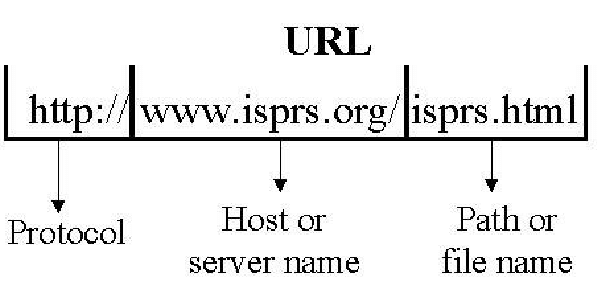 URL
http:// www.isprs.org/ isprs.html
Protocol
Host or
server name
Path or
file name